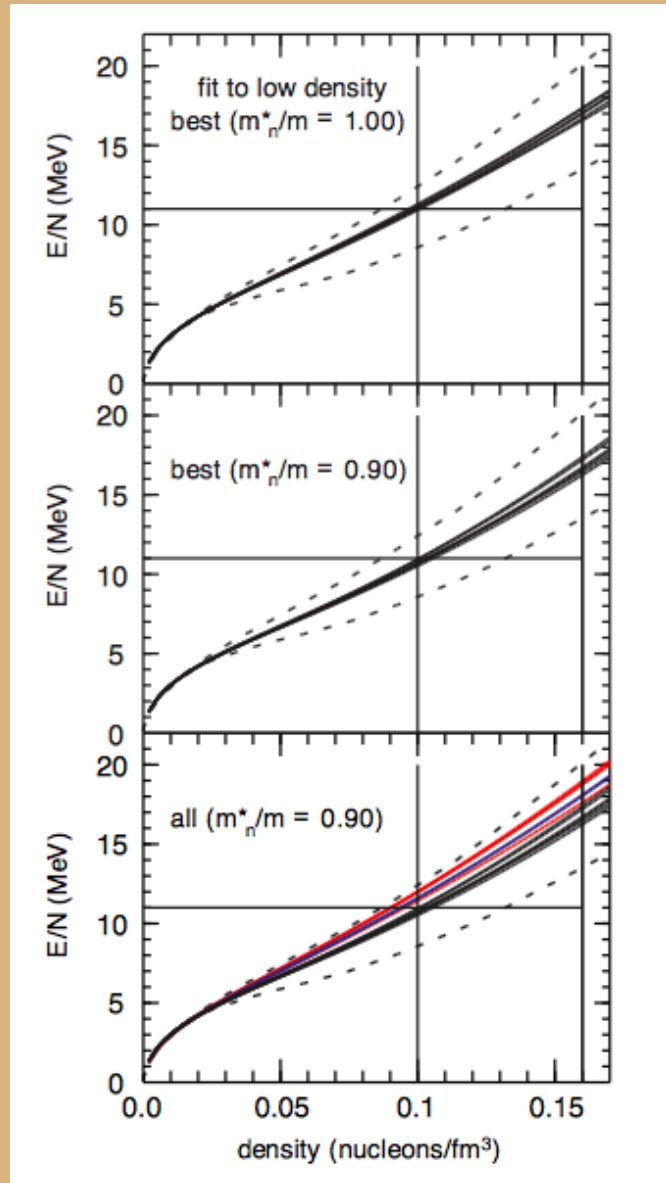 20
fit to low density
best (m*n/m = 1.00)
15
E/N (MeV)
10
5
0
20
best (m*n/m = 0.90)
15
E/N (MeV)
10
5
0
20
all (m*n/m = 0.90)
15
E/N (MeV)
10
5
0
0.0 0.05 0.1 0.15
density (nucleons/fm³)